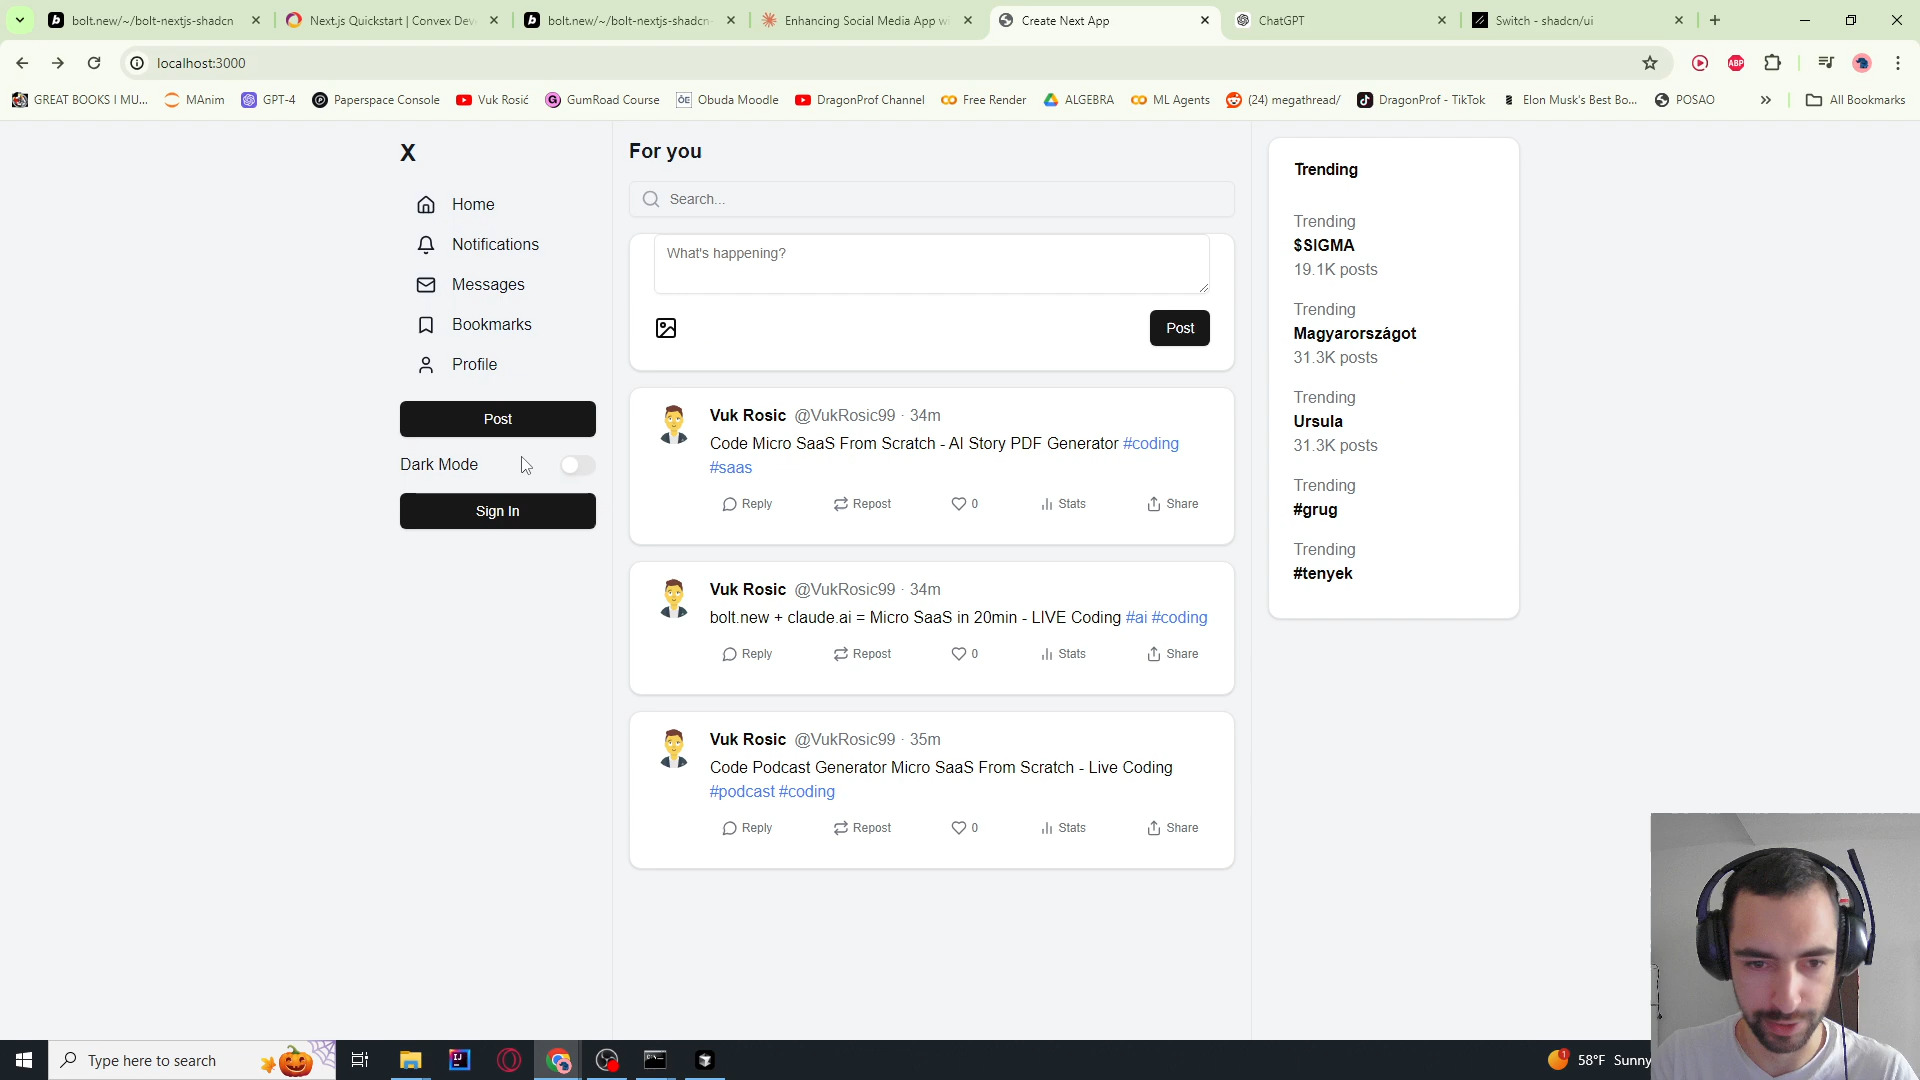 bolt.new/~/bolt-nextjs-shadcn
Next.js Quickstart | Convex Dev
bolt.new/~/bolt-nextjs-shadcn-
Enhancing Social Media App wi
Create Next App
ChatGPT
Switch - shadcn/ui
localhost:3000
ABP
GREAT BOOKS I MU...
MAnim
GPT-4
Paperspace Console
Vuk Rosić
GumRoad Course
Obuda Moodle
DragonProf Channel
Free Render
ALGEBRA
ML Agents
(24) megathread/
DragonProf - TikTok
Elon Musk's Best Bo...
POSAO
All Bookmarks
X
Home
Notifications
Messages
Bookmarks
Profile
Post
Dark Mode
Sign In
For you
Search...
What's happening?
Post
Vuk Rosic @VukRosic99 · 34m
Code Micro SaaS From Scratch - AI Story PDF Generator #coding
#saas
Reply Repost 0 Stats Share
Vuk Rosic @VukRosic99 · 34m
bolt.new + claude.ai = Micro SaaS in 20min - LIVE Coding #ai #coding
Reply Repost 0 Stats Share
Vuk Rosic @VukRosic99 · 35m
Code Podcast Generator Micro SaaS From Scratch - Live Coding
#podcast #coding
Reply Repost 0 Stats Share
Trending
Trending
$SIGMA
19.1K posts
Trending
Magyarországot
31.3K posts
Trending
Ursula
31.3K posts
Trending
#grug
Trending
#tenyek
Type here to search
1
58°F Sunny